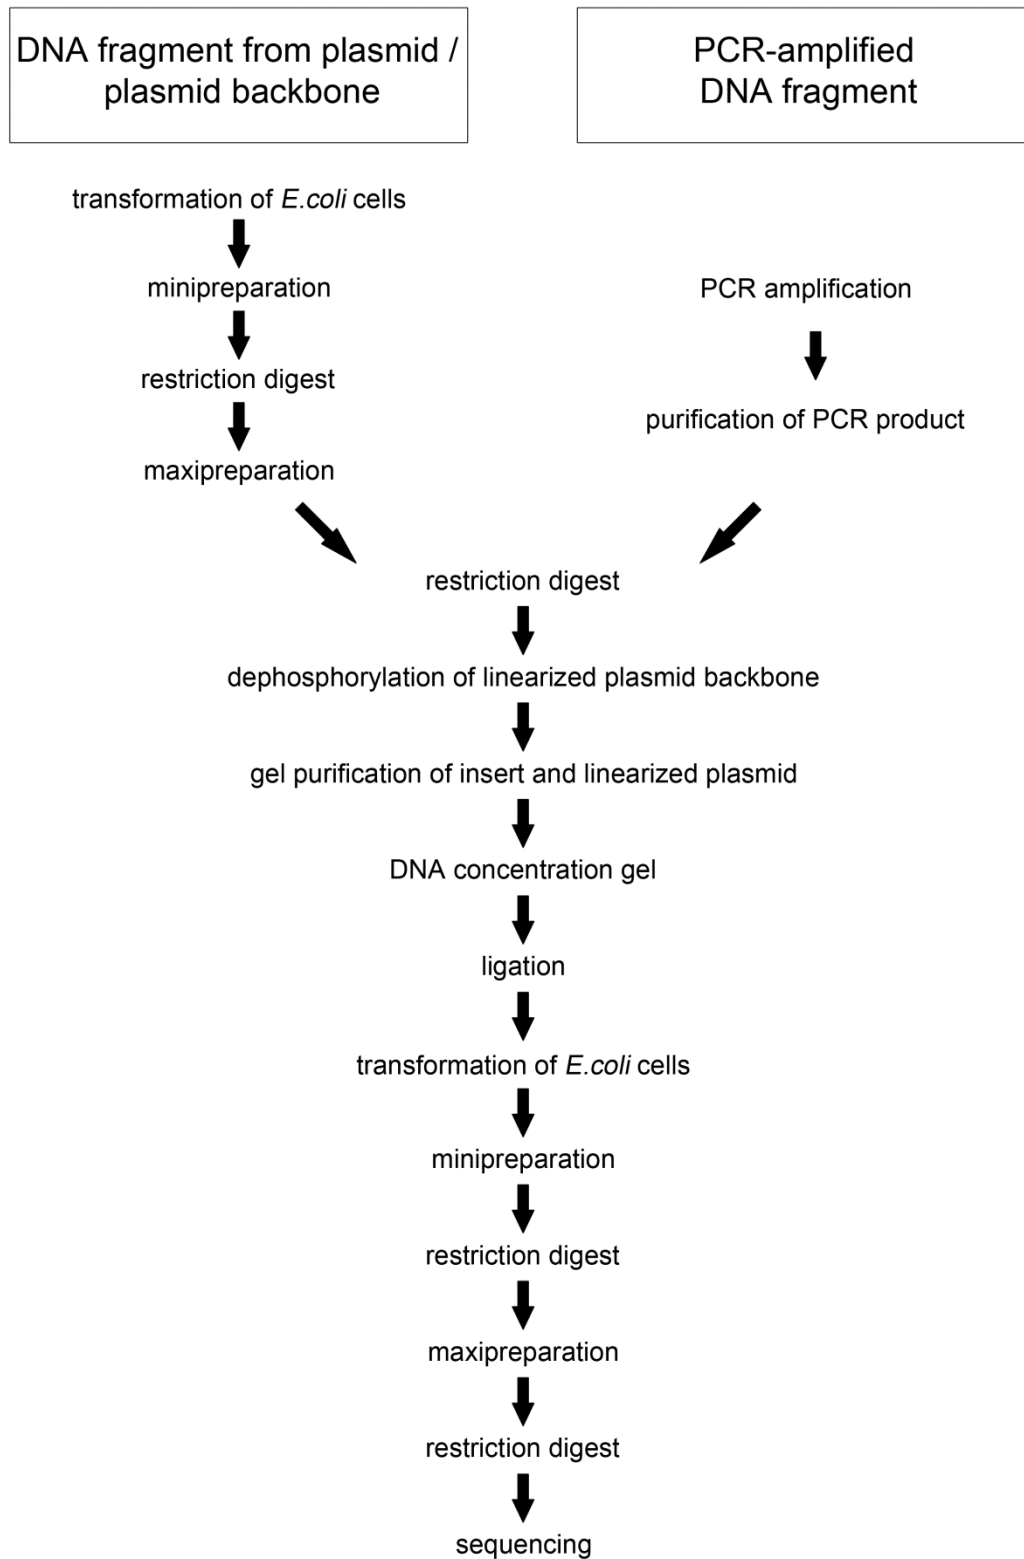 DNA fragment from plasmid /
plasmid backbone
PCR-amplified
DNA fragment
transformation of E.coli cells
minipreparation
restriction digest
maxipreparation
PCR amplification
purification of PCR product
restriction digest
dephosphorylation of linearized plasmid backbone
gel purification of insert and linearized plasmid
DNA concentration gel
ligation
transformation of E.coli cells
minipreparation
restriction digest
maxipreparation
restriction digest
sequencing